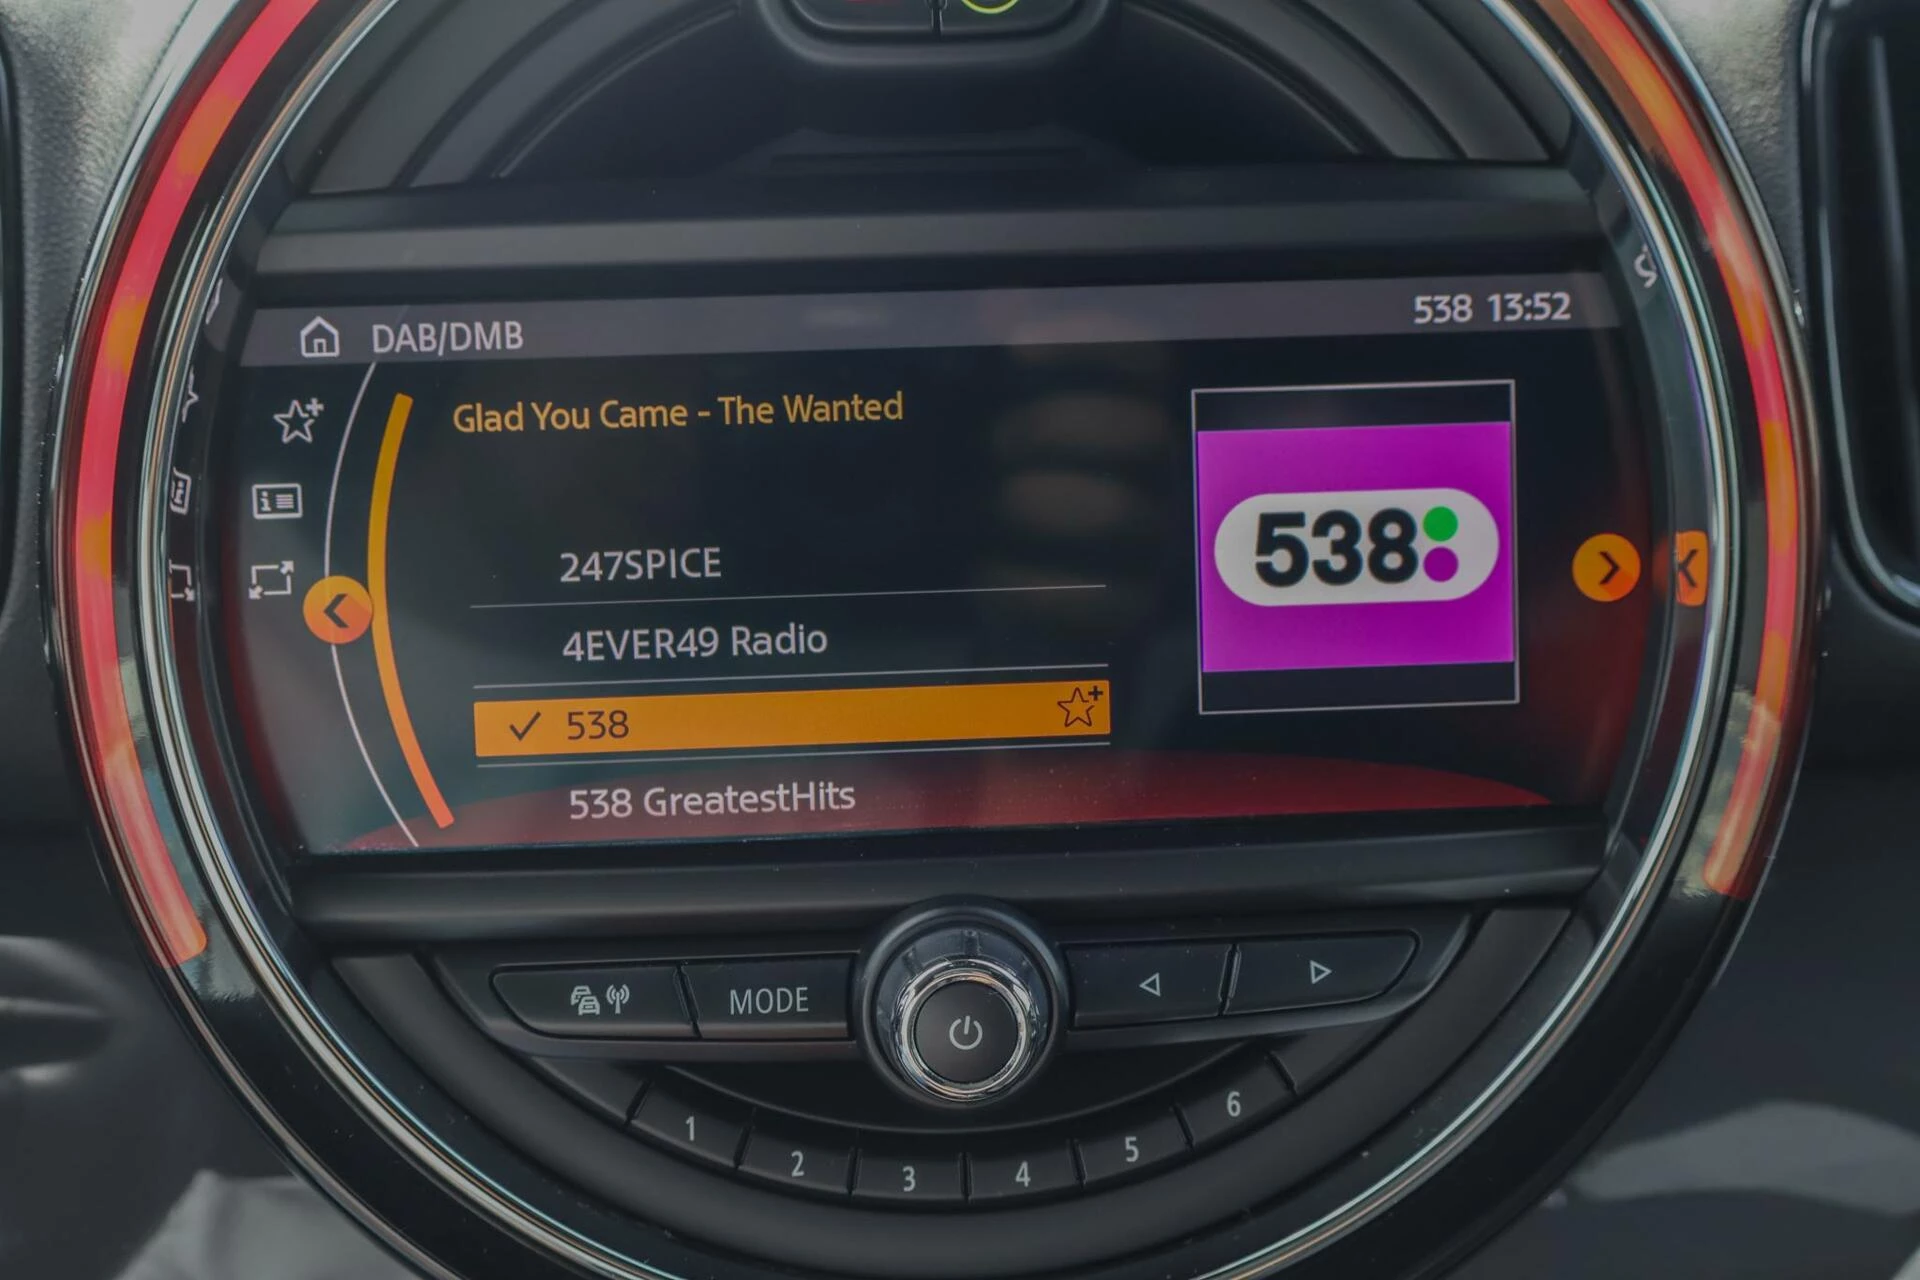 DAB/DMB
538 13:52
Glad You Came - The Wanted
247SPICE
4EVER49 Radio
538
538 GreatestHits
538
MODE
1
2
3
4
5
6